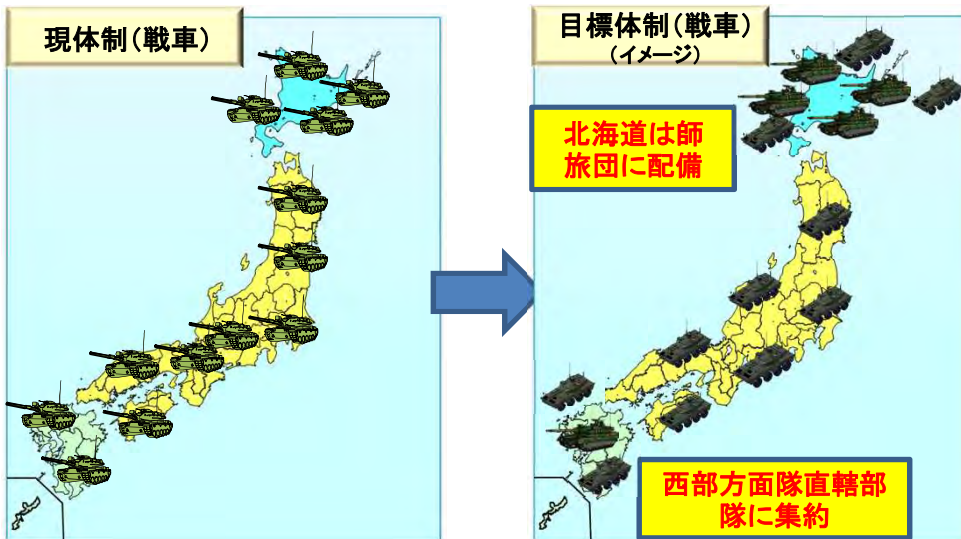 現体制(戦車)
目標体制(戦車)
(イメージ)
北海道は師
旅団に配備
西部方面隊直轄部
隊に集約